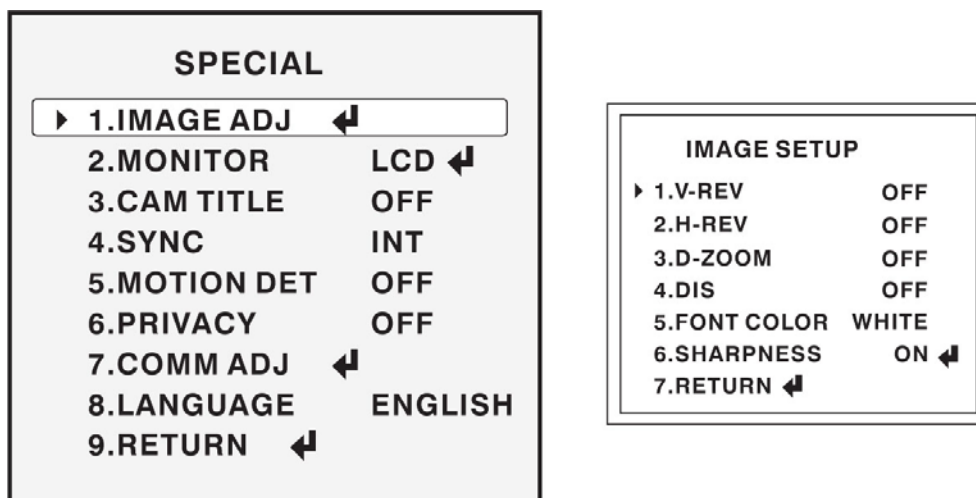 SPECIAL
1.IMAGE ADJ
2.MONITOR LCD
3.CAM TITLE OFF
4.SYNC INT
5.MOTION DET OFF
6.PRIVACY OFF
7.COMM ADJ
8.LANGUAGE ENGLISH
9.RETURN
IMAGE SETUP
1.V-REV OFF
2.H-REV OFF
3.D-ZOOM OFF
4.DIS OFF
5.FONT COLOR WHITE
6.SHARPNESS ON
7.RETURN